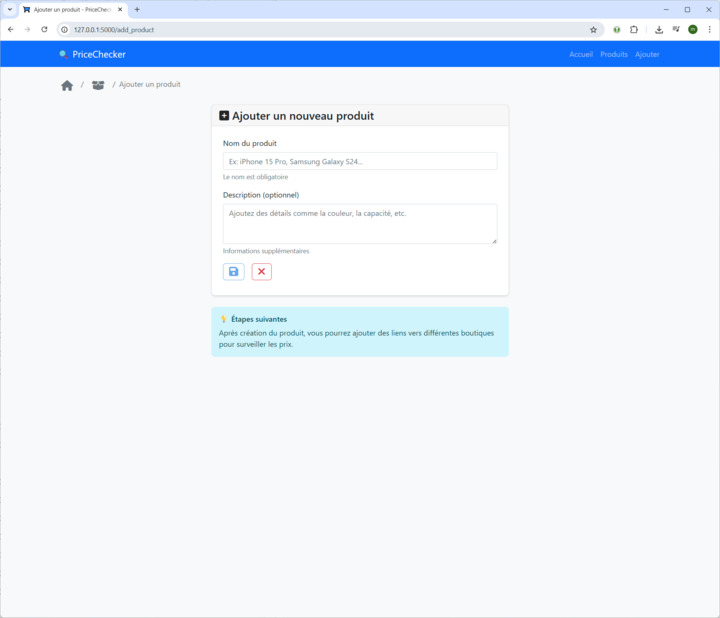 Ajouter un produit - PriceChec
127.0.0.1:5000/add_product
m
PriceChecker
Accueil Produits Ajouter
/ / Ajouter un produit
Ajouter un nouveau produit
Nom du produit
Ex: iPhone 15 Pro, Samsung Galaxy S24...
Le nom est obligatoire
Description (optionnel)
Ajoutez des détails comme la couleur, la capacité, etc.
Informations supplémentaires
Étapes suivantes
Après création du produit, vous pourrez ajouter des liens vers différentes boutiques
pour surveiller les prix.